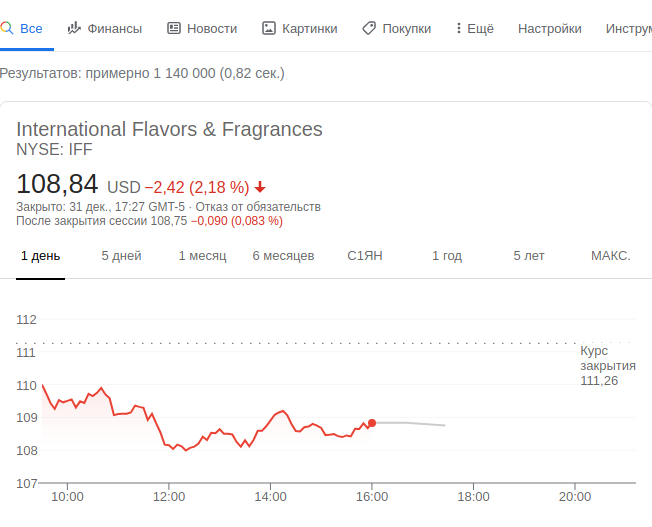 Все Финансы Новости Картинки Покупки Ещё Настройки Инструм
Результатов: примерно 1 140 000 (0,82 сек.)
International Flavors & Fragrances
NYSE: IFF
108,84 USD −2,42 (2,18 %)
Закрыто: 31 дек., 17:27 GMT-5 · Отказ от обязательств
После закрытия сессии 108,75 −0,090 (0,083 %)
1 день 5 дней 1 месяц 6 месяцев С1ЯН 1 год 5 лет МАКС.
112
111
110
109
108
107
Курс
закрытия
111,26
10:00 12:00 14:00 16:00 18:00 20:00